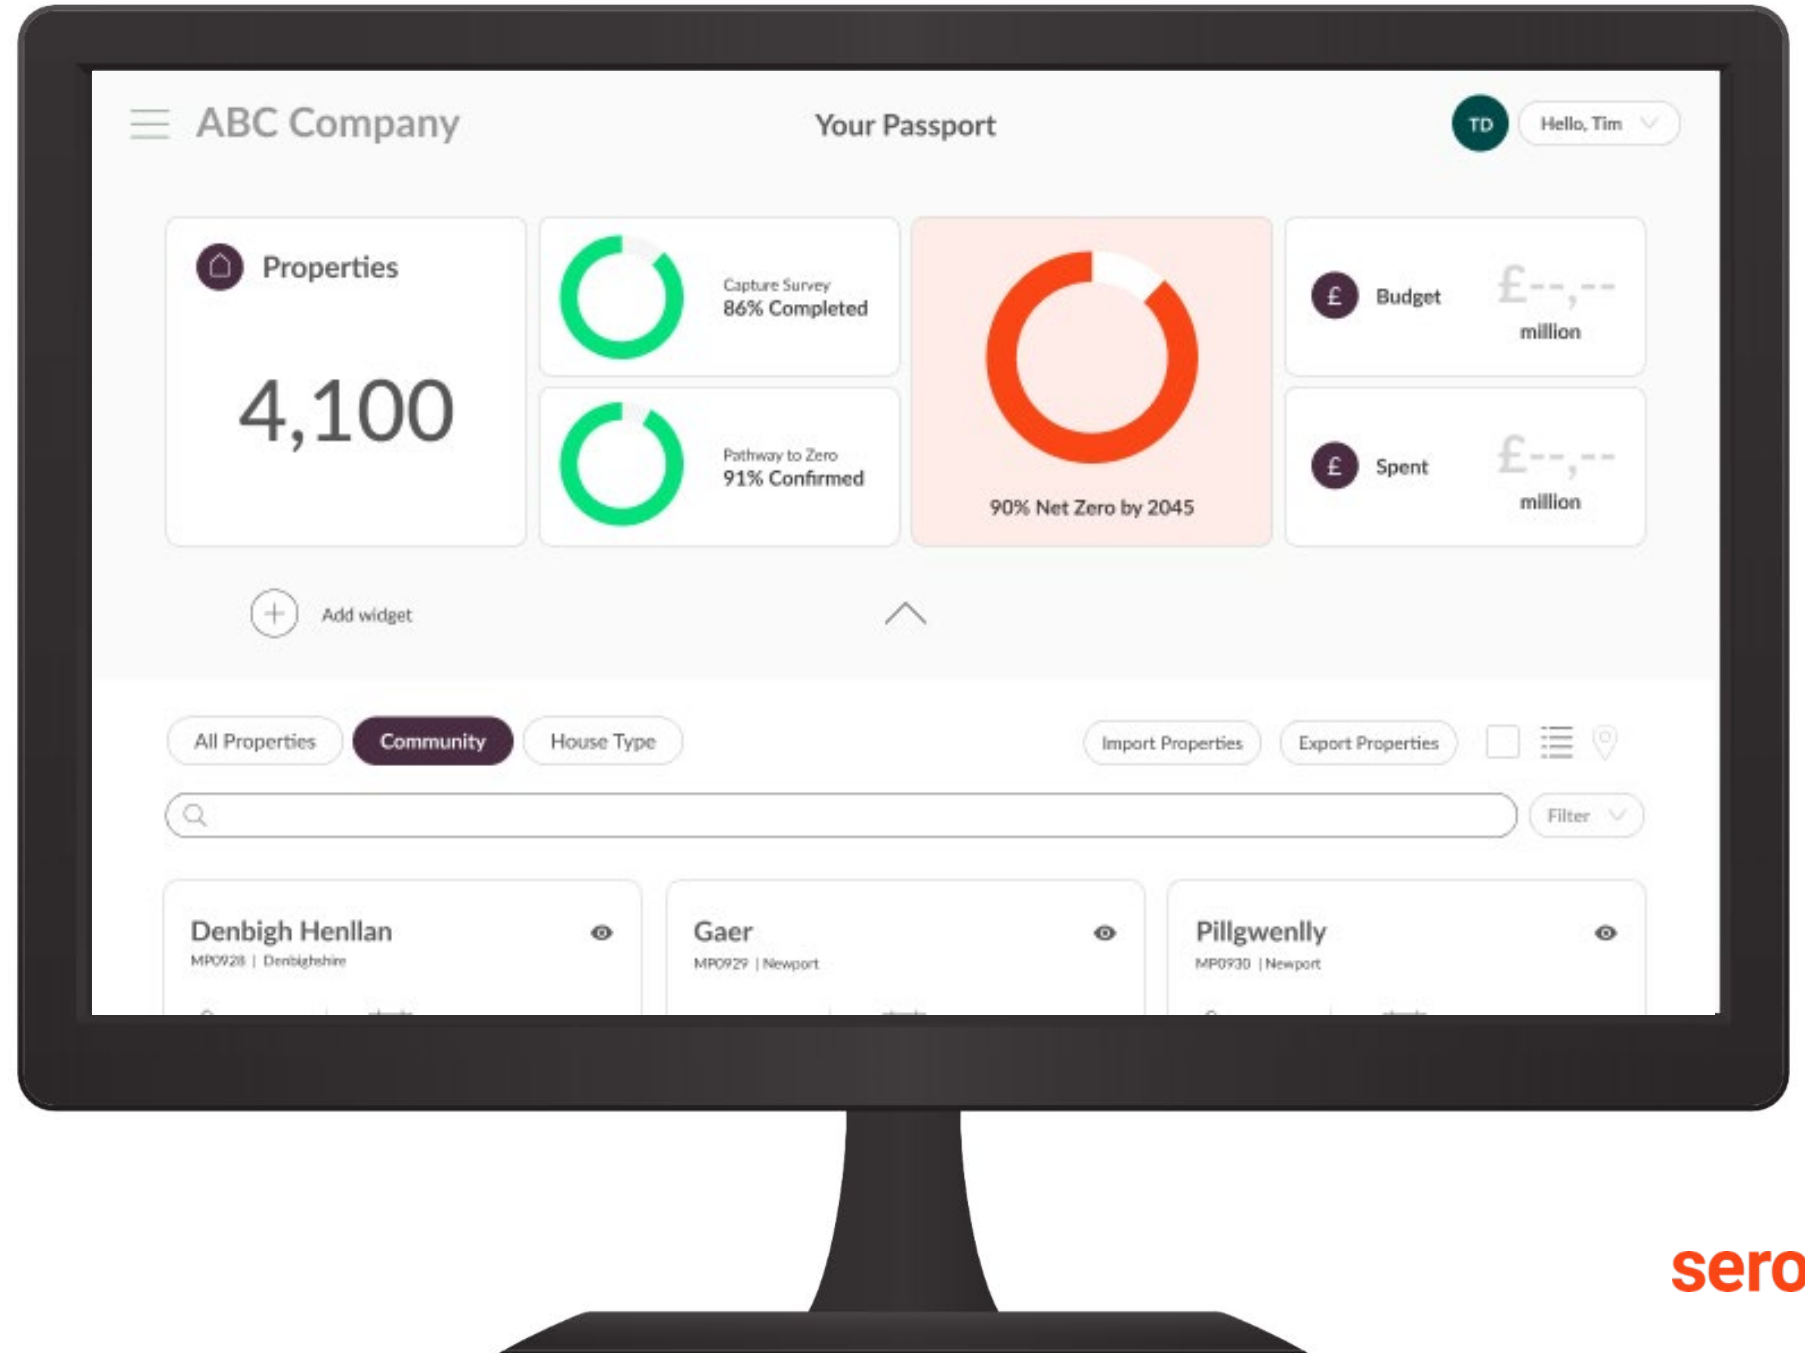 ABC Company
Your Passport
TD
Hello, Tim
Properties
4,100
Capture Survey
86% Completed
Pathway to Zero
91% Confirmed
90% Net Zero by 2045
£
Budget
£--,--
million
£
Spent
£--,--
million
Add widget
All Properties
Community
House Type
Import Properties
Export Properties
Filter
Denbigh Henllan
MP0928 | Denbighshire
Gaer
MP0929 | Newport
Pillgwenlly
MP0930 | Newport
sero